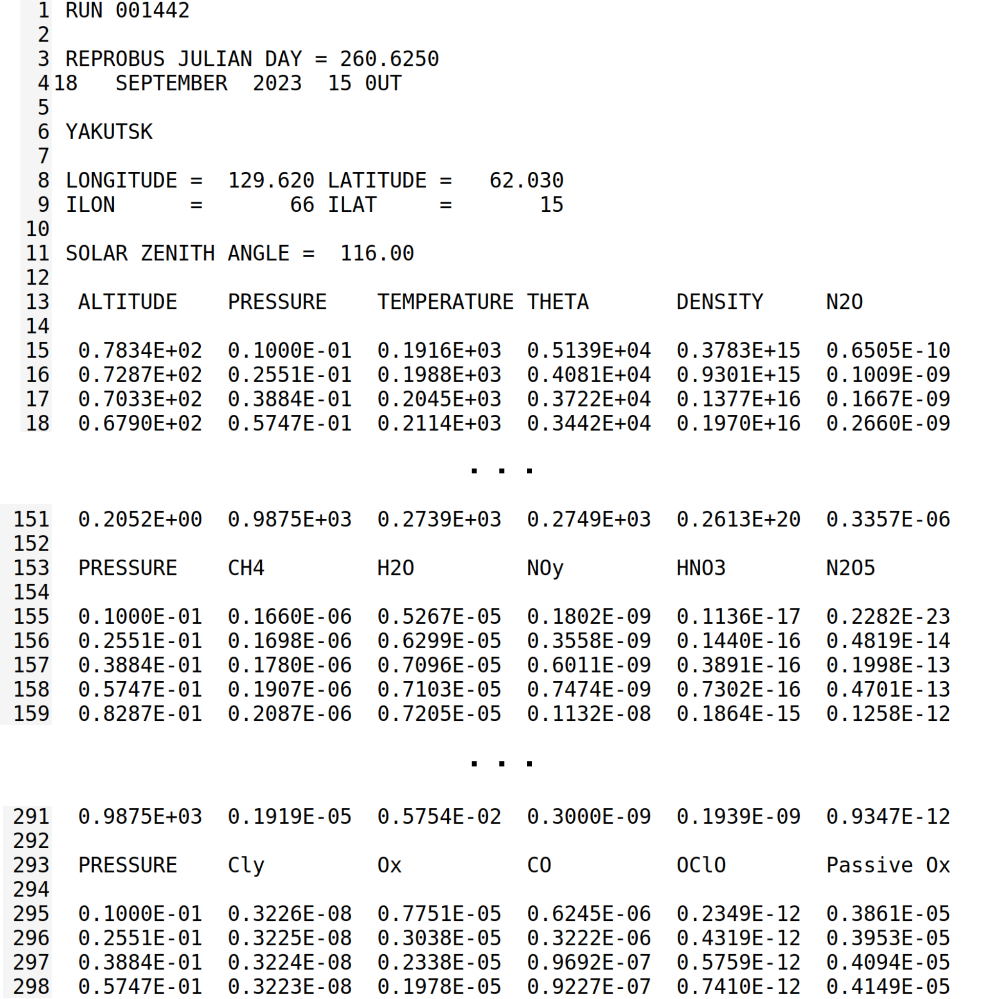 1 RUN 001442
2
3 REPROBUS JULIAN DAY = 260.6250
4 18   SEPTEMBER  2023  15 0UT
5
6 YAKUTSK
7
8 LONGITUDE =  129.620 LATITUDE =   62.030
9 ILON      =       66 ILAT     =       15
10
11 SOLAR ZENITH ANGLE =  116.00
12
13  ALTITUDE    PRESSURE    TEMPERATURE THETA       DENSITY     N2O
14
15  0.7834E+02  0.1000E-01  0.1916E+03  0.5139E+04  0.3783E+15  0.6505E-10
16  0.7287E+02  0.2551E-01  0.1988E+03  0.4081E+04  0.9301E+15  0.1009E-09
17  0.7033E+02  0.3884E-01  0.2045E+03  0.3722E+04  0.1377E+16  0.1667E-09
18  0.6790E+02  0.5747E-01  0.2114E+03  0.3442E+04  0.1970E+16  0.2660E-09
. . .
151  0.2052E+00  0.9875E+03  0.2739E+03  0.2749E+03  0.2613E+20  0.3357E-06
152
153  PRESSURE    CH4         H2O         NOy         HNO3        N2O5
154
155  0.1000E-01  0.1660E-06  0.5267E-05  0.1802E-09  0.1136E-17  0.2282E-23
156  0.2551E-01  0.1698E-06  0.6299E-05  0.3558E-09  0.1440E-16  0.4819E-14
157  0.3884E-01  0.1780E-06  0.7096E-05  0.6011E-09  0.3891E-16  0.1998E-13
158  0.5747E-01  0.1907E-06  0.7103E-05  0.7474E-09  0.7302E-16  0.4701E-13
159  0.8287E-01  0.2087E-06  0.7205E-05  0.1132E-08  0.1864E-15  0.1258E-12
. . .
291  0.9875E+03  0.1919E-05  0.5754E-02  0.3000E-09  0.1939E-09  0.9347E-12
292
293  PRESSURE    Cly         Ox          CO          OClO        Passive Ox
294
295  0.1000E-01  0.3226E-08  0.7751E-05  0.6245E-06  0.2349E-12  0.3861E-05
296  0.2551E-01  0.3225E-08  0.3038E-05  0.3222E-06  0.4319E-12  0.3953E-05
297  0.3884E-01  0.3224E-08  0.2338E-05  0.9692E-07  0.5759E-12  0.4094E-05
298  0.5747E-01  0.3223E-08  0.1978E-05  0.9227E-07  0.7410E-12  0.4149E-05